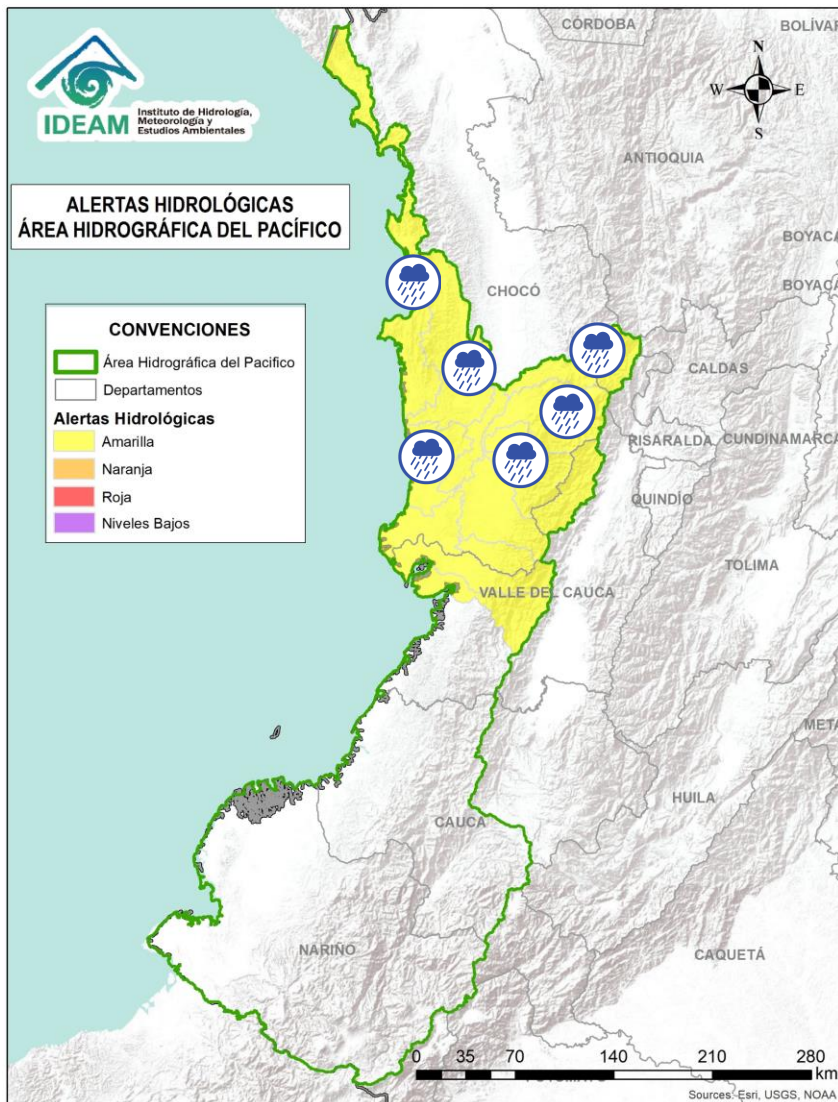 IDEAM
Instituto de Hidrología,
Meteorología y
Estudios Ambientales
ALERTAS HIDROLÓGICAS
ÁREA HIDROGRÁFICA DEL PACÍFICO
CONVENCIONES
Área Hidrográfica del Pacifico
Departamentos
Alertas Hidrológicas
Amarilla
Naranja
Roja
Niveles Bajos
N
W E
S
CÓRDOBA
BOLÍVAR
ANTIOQUIA
BOYACÁ
BOYACÁ
CHOCÓ
CALDAS
RISARALDA
CUNDINAMARCA
QUINDÍO
TOLIMA
VALLE DEL CAUCA
META
HUILA
CAUCA
NARIÑO
CAQUETÁ
0 35 70 140 210 280
km
Sources: Esri, USGS, NOAA